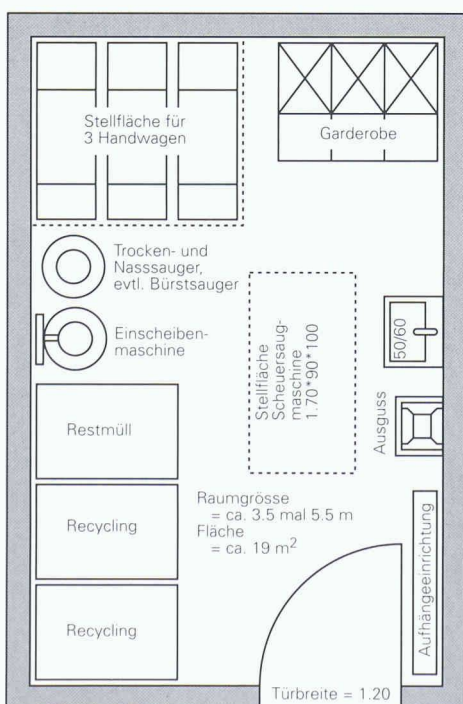 Stellfläche für
3 Handwagen
Garderobe
Trocken- und
Nasssauger,
evtl. Bürstsauger
Einscheiben-
maschine
Stellfläche
Scheuersaug-
maschine
1.70*90*100
50/60
Ausguss
Restmüll
Recycling
Recycling
Raumgrösse
= ca. 3.5 mal 5.5 m
Fläche
= ca. 19 m²
Aufhängeeinrichtung
Türbreite = 1.20